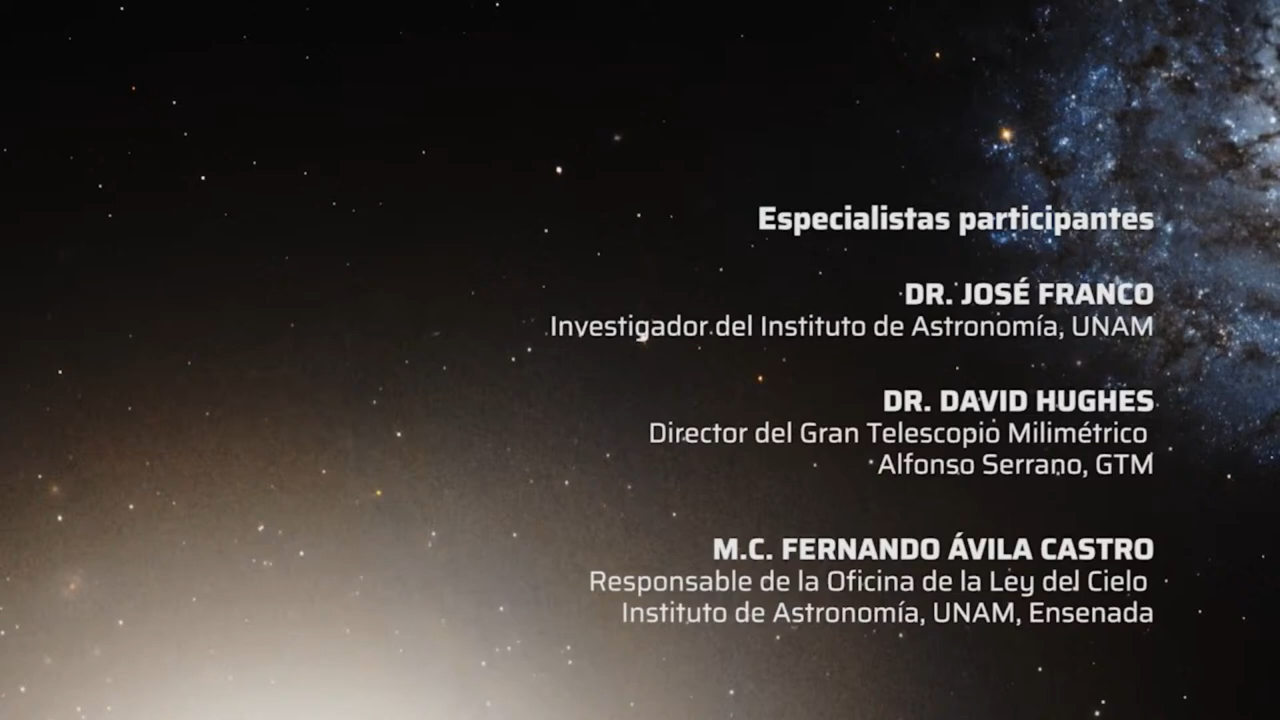 Especialistas participantes
DR. JOSÉ FRANCO
Investigador del Instituto de Astronomía, UNAM
DR. DAVID HUGHES
Director del Gran Telescopio Milimétrico
Alfonso Serrano, GTM
M.C. FERNANDO ÁVILA CASTRO
Responsable de la Oficina de la Ley del Cielo
Instituto de Astronomía, UNAM, Ensenada